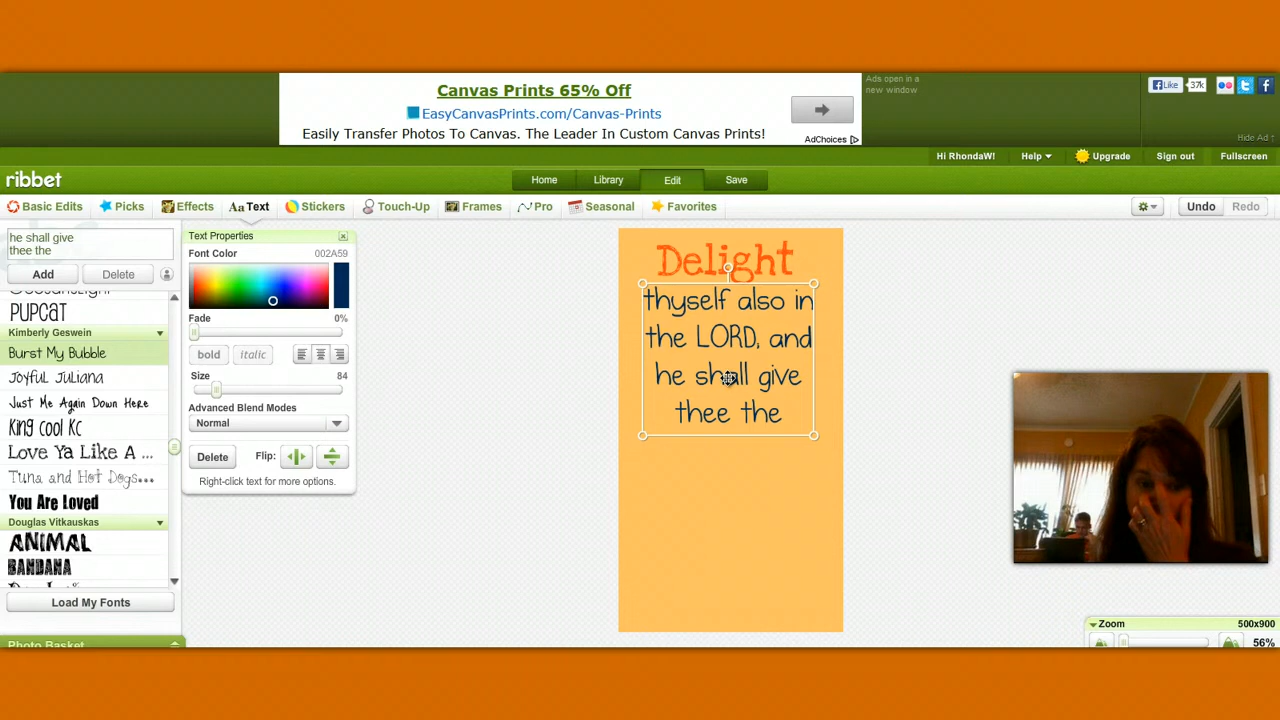 Canvas Prints 65% Off
EasyCanvasPrints.com/Canvas-Prints
Easily Transfer Photos To Canvas. The Leader In Custom Canvas Prints!
AdChoices
Ads open in a
new window
Like
37k
Hide Ad ↑
Hi RhondaW!
Help
Upgrade
Sign out
Fullscreen
ribbet
Home
Library
Edit
Save
Basic Edits
Picks
Effects
Aa Text
Stickers
Touch-Up
Frames
Pro
Seasonal
Favorites
Undo
Redo
he shall give
thee the
Add
Delete
PUPCAT
Kimberly Geswein
Burst My Bubble
Joyful Juliana
Just Me Again Down Here
King Cool KC
Love Ya Like A ...
Tuna and Hot Dogs...
You Are Loved
Douglas Vitkauskas
ANIMAL
BANDANA
Load My Fonts
Photo Basket
Text Properties
Font Color
002A59
Fade
0%
bold
italic
Size
84
Advanced Blend Modes
Normal
Delete
Flip:
Right-click text for more options.
Delight
thyself also in
the LORD, and
he shall give
thee the
Zoom
500x900
56%